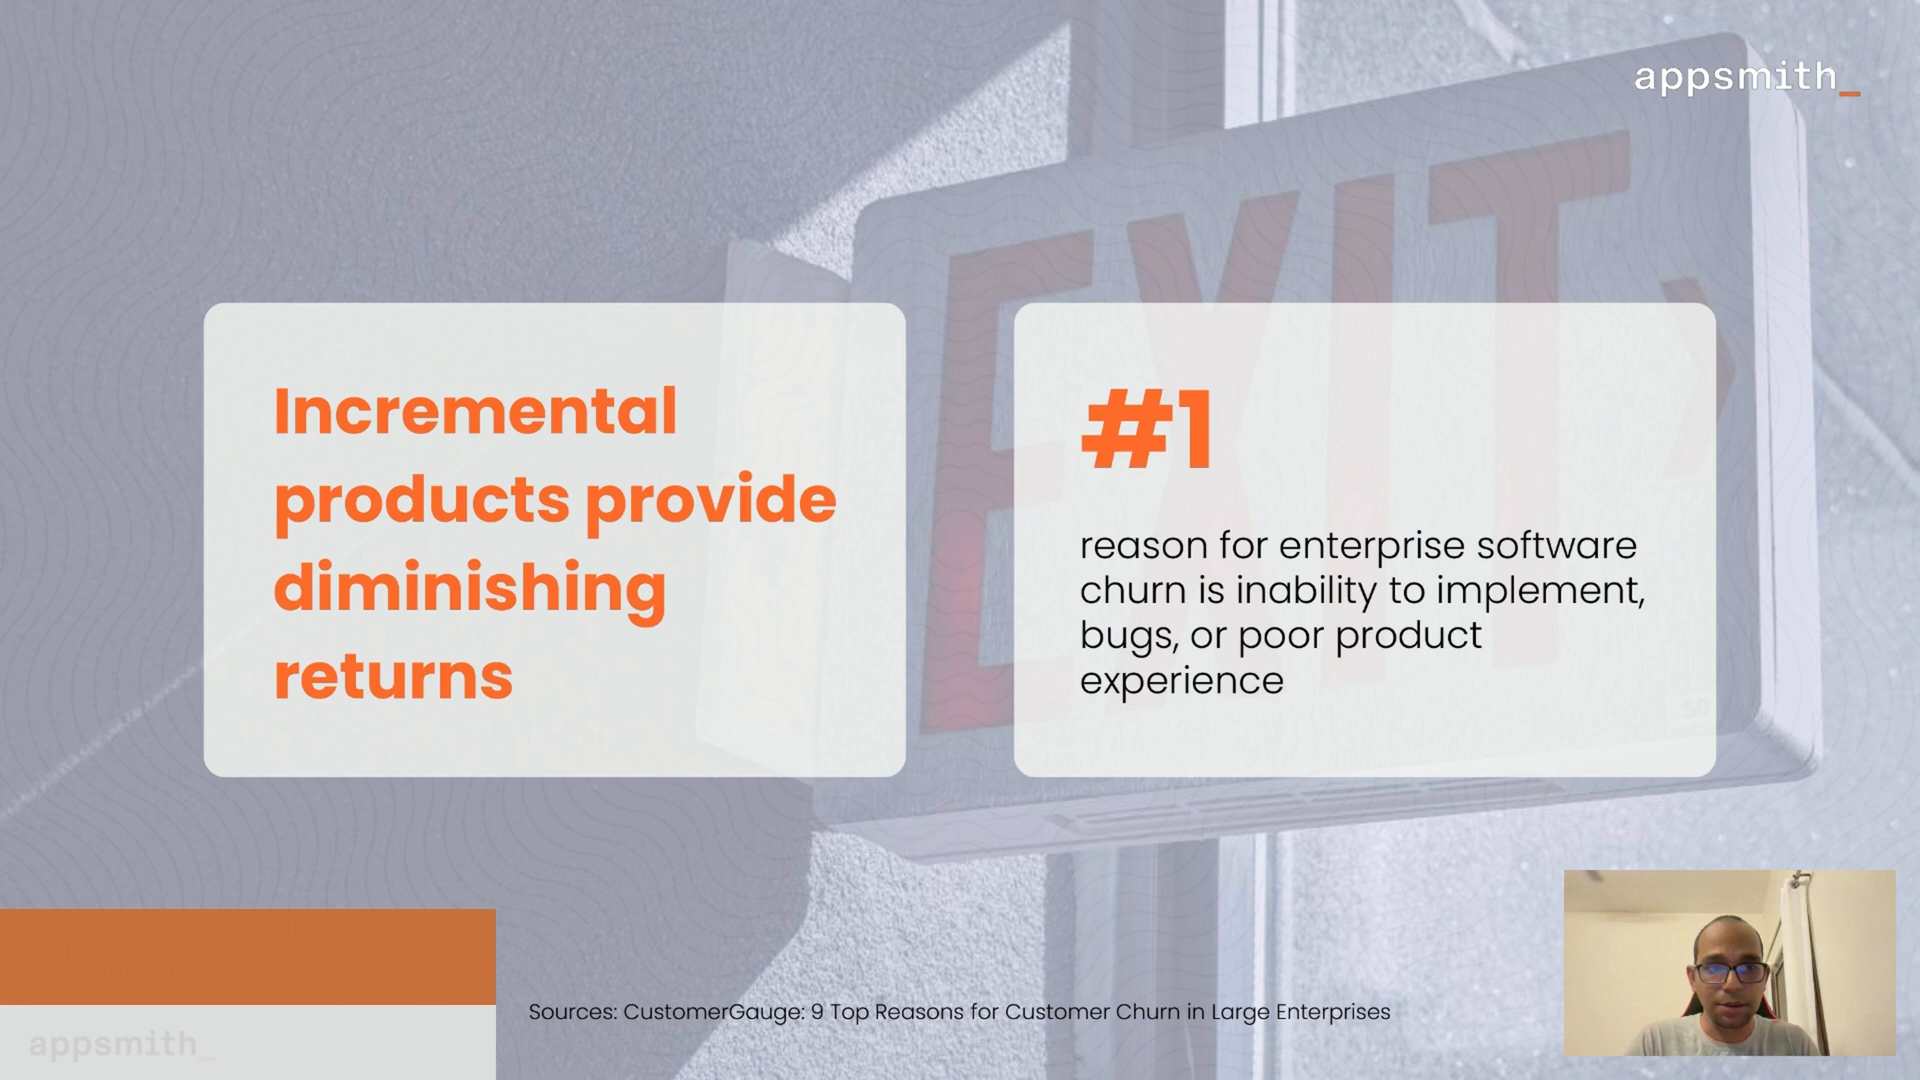 appsmith_
EXIT
Incremental
products provide
diminishing
returns
#1
reason for enterprise software
churn is inability to implement,
bugs, or poor product
experience
Sources: CustomerGauge: 9 Top Reasons for Customer Churn in Large Enterprises
appsmith_